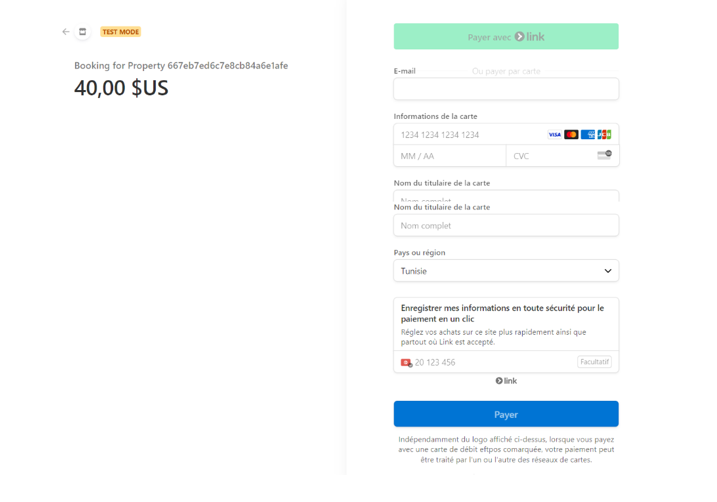 TEST MODE
Booking for Property 667eb7ed6c7e8cb84a6e1afe
40,00 $US
Payer avec link
E-mail
Ou payer par carte
Informations de la carte
1234 1234 1234 1234 VISA
MM / AA CVC
Nom du titulaire de la carte
Nom complet
Nom du titulaire de la carte
Nom complet
Pays ou région
Tunisie
Enregistrer mes informations en toute sécurité pour le
paiement en un clic
Réglez vos achats sur ce site plus rapidement ainsi que
partout où Link est accepté.
20 123 456 Facultatif
link
Payer
Indépendamment du logo affiché ci-dessus, lorsque vous payez
avec une carte de débit eftpos comarquée, votre paiement peut
être traité par l'un ou l'autre des réseaux de cartes.